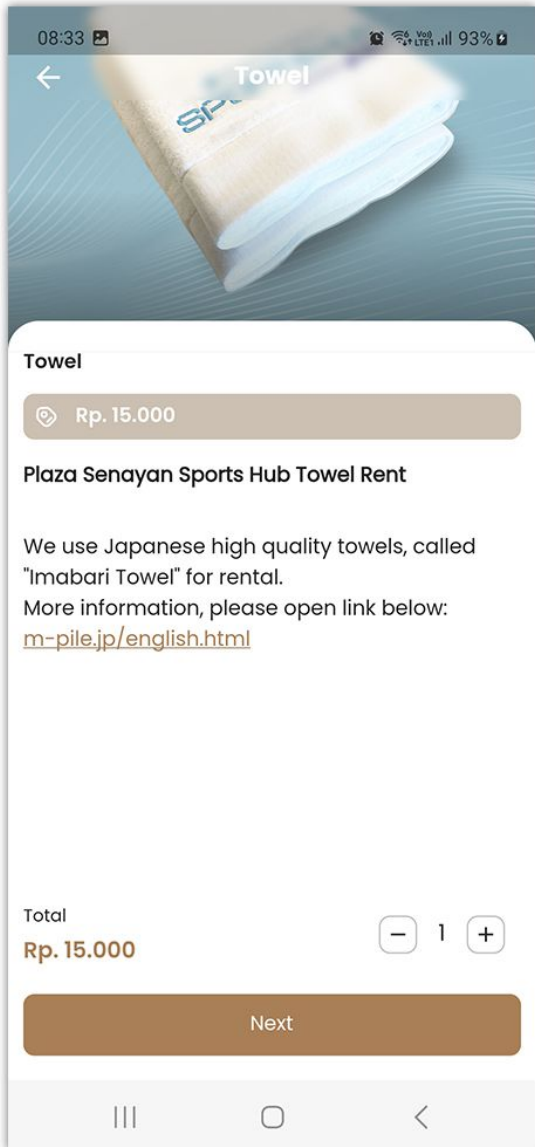 08:33
93%
Towel
Towel
Rp. 15.000
Plaza Senayan Sports Hub Towel Rent
We use Japanese high quality towels, called
"Imabari Towel" for rental.
More information, please open link below:
m-pile.jp/english.html
Total
Rp. 15.000
1
Next